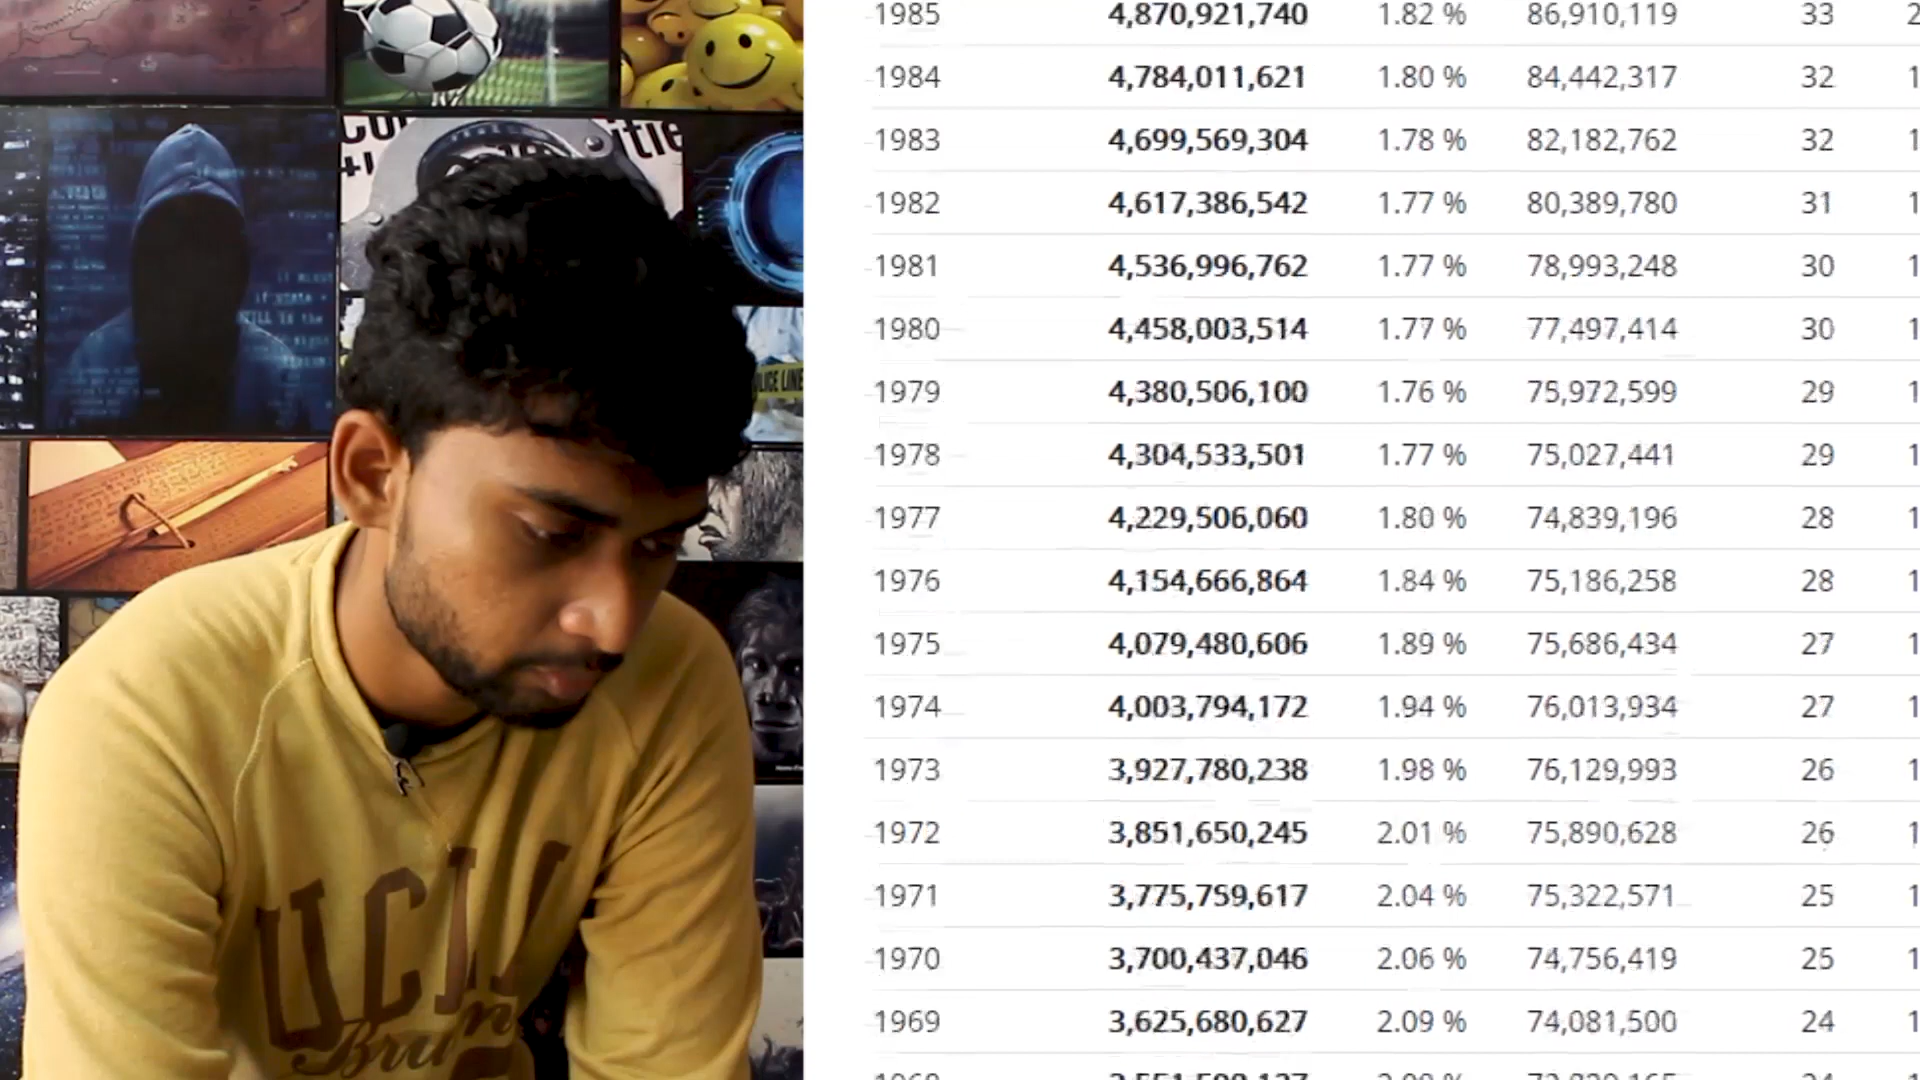 1985 4,870,921,740 1.82 % 86,910,119 33
1984 4,784,011,621 1.80 % 84,442,317 32
1983 4,699,569,304 1.78 % 82,182,762 32
1982 4,617,386,542 1.77 % 80,389,780 31
1981 4,536,996,762 1.77 % 78,993,248 30
1980 4,458,003,514 1.77 % 77,497,414 30
1979 4,380,506,100 1.76 % 75,972,599 29
1978 4,304,533,501 1.77 % 75,027,441 29
1977 4,229,506,060 1.80 % 74,839,196 28
1976 4,154,666,864 1.84 % 75,186,258 28
1975 4,079,480,606 1.89 % 75,686,434 27
1974 4,003,794,172 1.94 % 76,013,934 27
1973 3,927,780,238 1.98 % 76,129,993 26
1972 3,851,650,245 2.01 % 75,890,628 26
1971 3,775,759,617 2.04 % 75,322,571 25
1970 3,700,437,046 2.06 % 74,756,419 25
1969 3,625,680,627 2.09 % 74,081,500 24
LICE LINE
if state =
UCL
Bru n